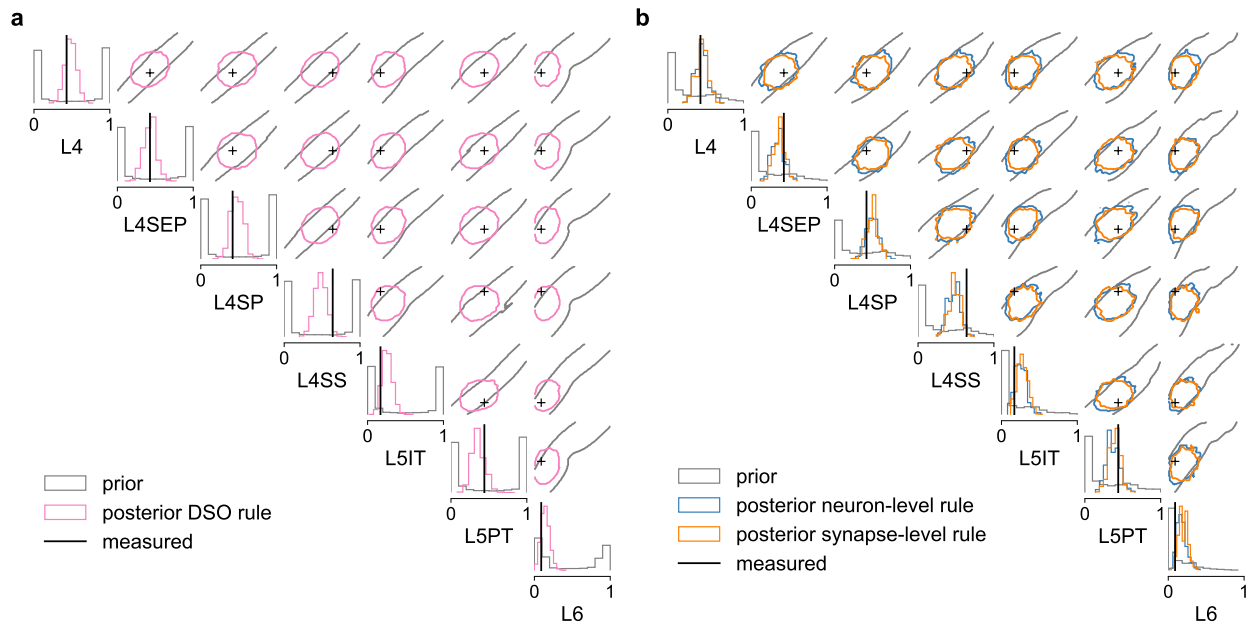 a
0 1
L4
0 1
L4SEP
0 1
L4SP
0 1
L4SS
0 1
L5IT
0 1
L5PT
0 1
L6
prior
posterior DSO rule
measured
b
0 1
L4
0 1
L4SEP
0 1
L4SP
0 1
L4SS
0 1
L5IT
0 1
L5PT
0 1
L6
prior
posterior neuron-level rule
posterior synapse-level rule
measured